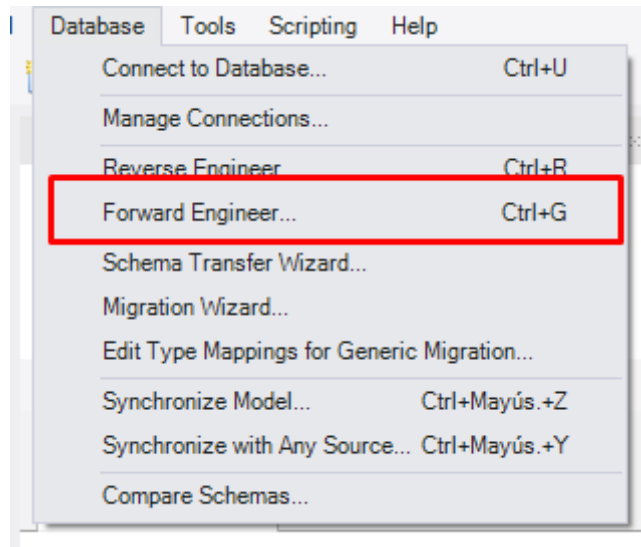 Database Tools Scripting Help
Connect to Database... Ctrl+U
Manage Connections...
Reverse Engineer Ctrl+R
Forward Engineer... Ctrl+G
Schema Transfer Wizard...
Migration Wizard...
Edit Type Mappings for Generic Migration...
Synchronize Model... Ctrl+Mayús.+Z
Synchronize with Any Source... Ctrl+Mayús.+Y
Compare Schemas...